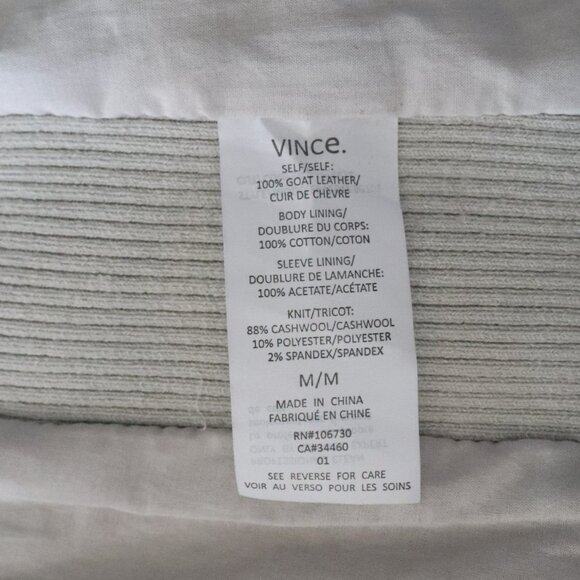 VINCe.
SELF/SELF:
100% GOAT LEATHER/
CUIR DE CHÈVRE
BODY LINING/
DOUBLURE DU CORPS:
100% COTTON/COTON
SLEEVE LINING/
DOUBLURE DE LAMANCHE:
100% ACETATE/ACÉTATE
KNIT/TRICOT:
88% CASHWOOL/CASHWOOL
10% POLYESTER/POLYESTER
2% SPANDEX/SPANDEX
M/M
MADE IN CHINA
FABRIQUÉ EN CHINE
RN#106730
CA#34460
01
SEE REVERSE FOR CARE
VOIR AU VERSO POUR LES SOINS